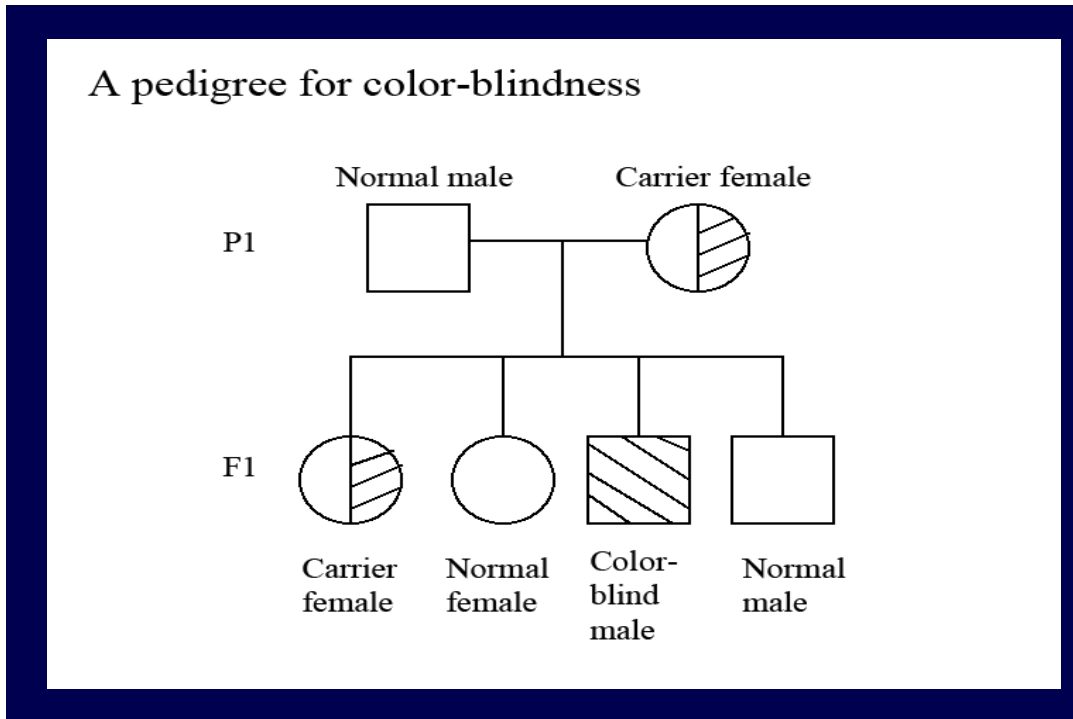 A pedigree for color-blindness
Normal male
Carrier female
P1
F1
Carrier
female
Normal
female
Color-
blind
male
Normal
male